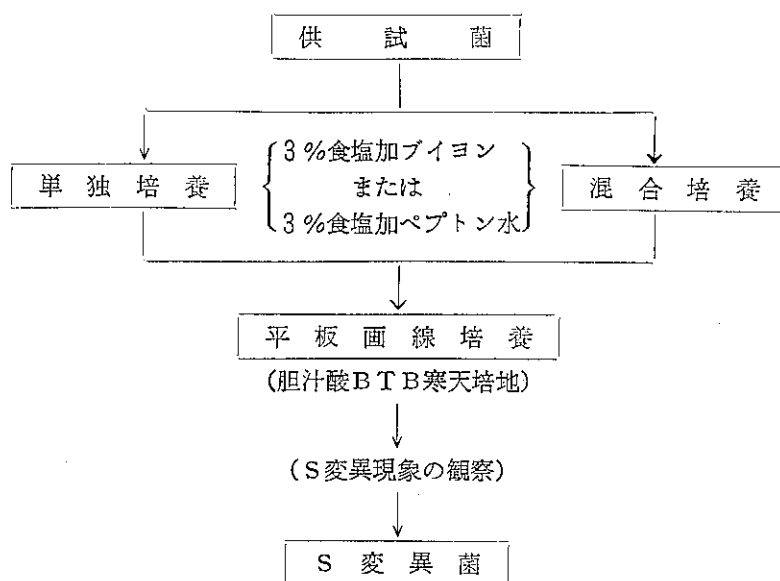 供試菌
単独培養
3%食塩加ブイヨン
または
3%食塩加ペプトン水
混合培養
平板画線培養
(胆汁酸BTB寒天培地)
(S変異現象の観察)
S変異菌